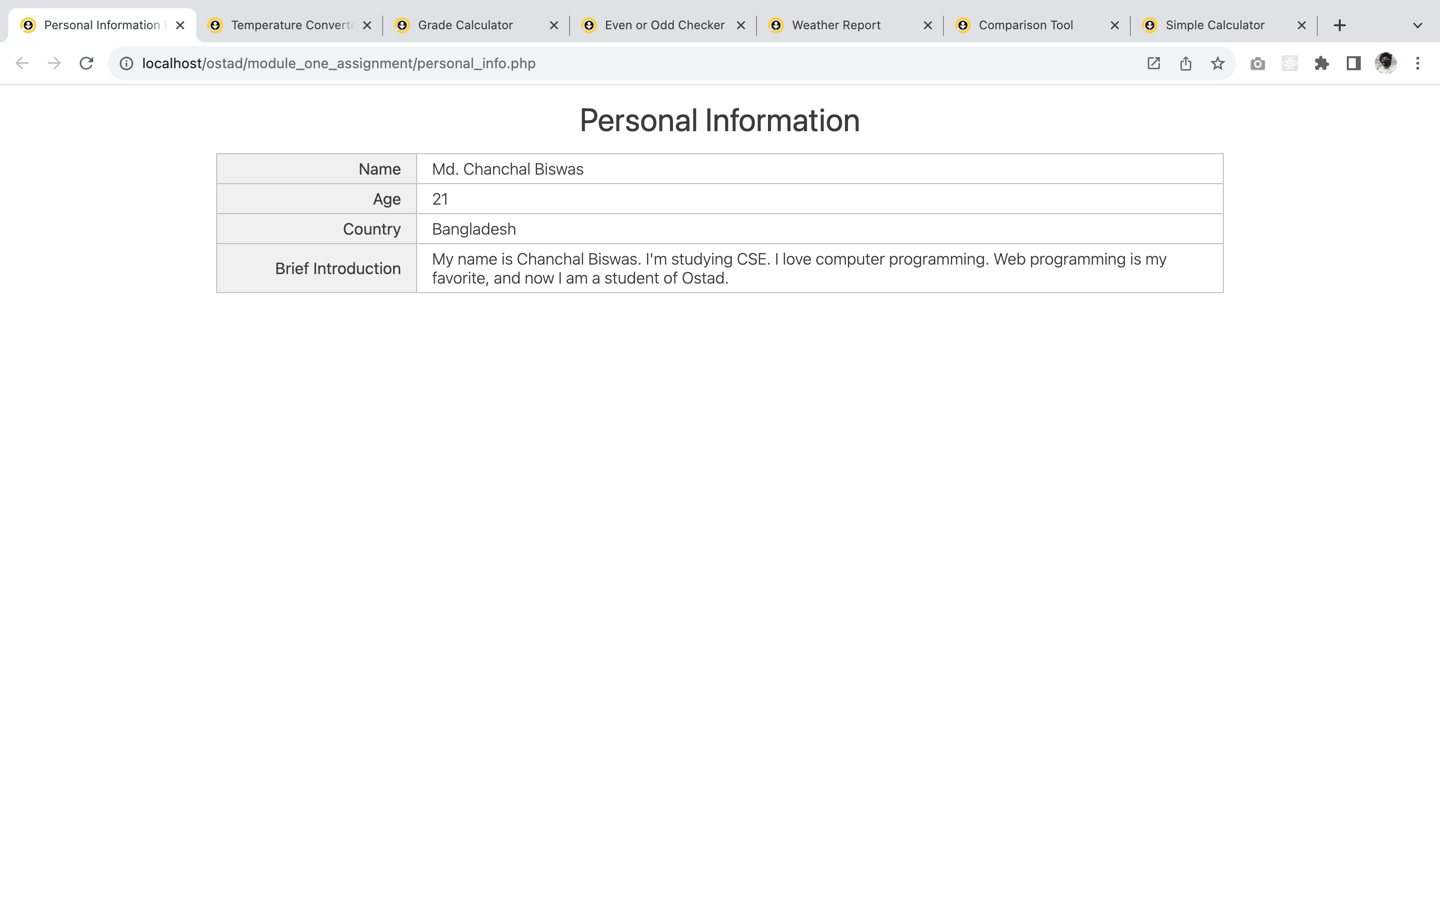 Personal Information
Temperature Converte
Grade Calculator
Even or Odd Checker
Weather Report
Comparison Tool
Simple Calculator
localhost/ostad/module_one_assignment/personal_info.php
Personal Information
Name Md. Chanchal Biswas
Age 21
Country Bangladesh
Brief Introduction My name is Chanchal Biswas. I'm studying CSE. I love computer programming. Web programming is my
favorite, and now I am a student of Ostad.